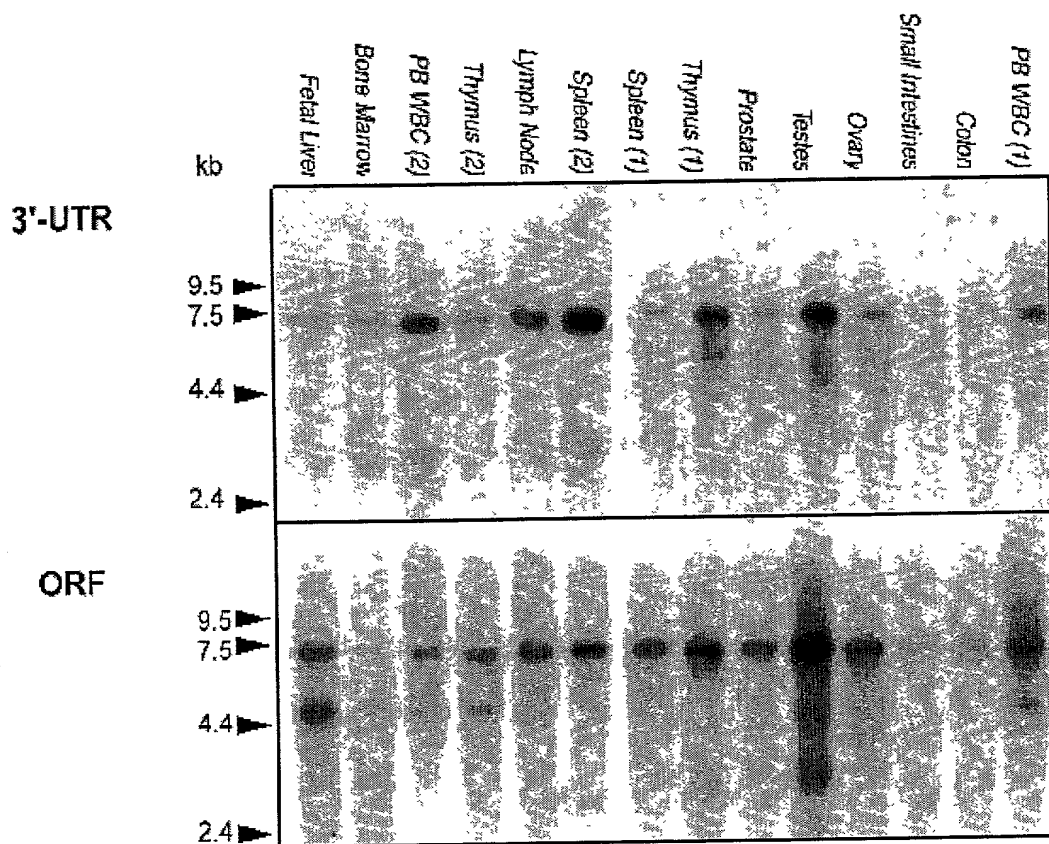 Fetal Liver
Bone Marrow
PB WBC (2)
Thymus (2)
Lymph Node
Spleen (2)
Spleen (1)
Thymus (1)
Prostate
Testes
Ovary
Small Intestines
Colon
PB WBC (1)
kb
3'-UTR
9.5
7.5
4.4
2.4
ORF
9.5
7.5
4.4
2.4